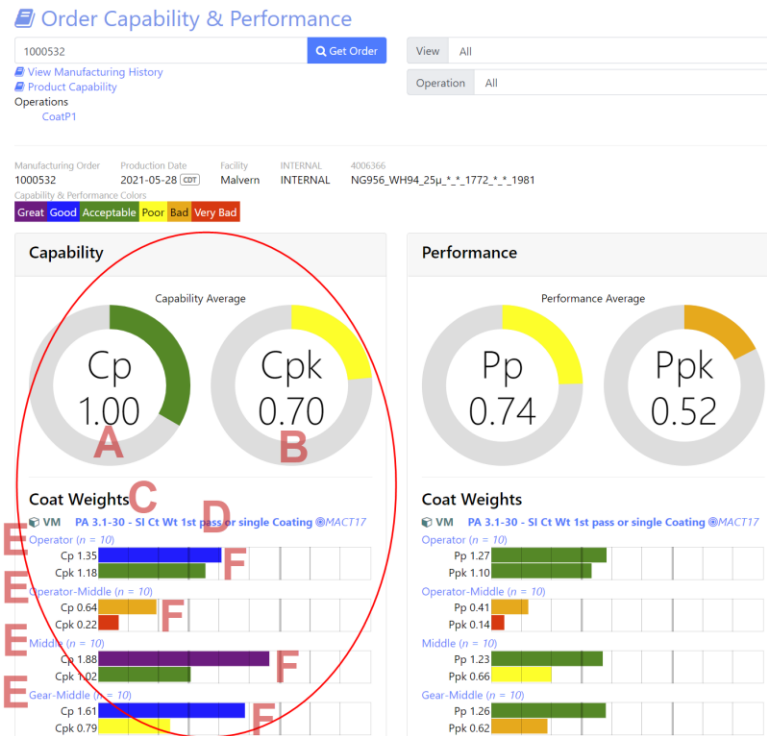 Order Capability & Performance
1000532 Get Order View All
View Manufacturing History
Product Capability Operation All
Operations
CoatP1
Manufacturing Order Production Date Facility INTERNAL 4006366
1000532 2021-05-28 CDT Malvern INTERNAL NG956_WH94_25µ_*_*_1772_*_*_1981
Capability & Performance Colors
Great Good Acceptable Poor Bad Very Bad
Capability
Capability Average
Cp
1.00
A
Cpk
0.70
B
Coat Weights
C
D
VM PA 3.1-30 - SI Ct Wt 1st pass or single Coating MACT17
E
Operator (n = 10)
Cp 1.35
Cpk 1.18
F
E
Operator-Middle (n = 10)
Cp 0.64
Cpk 0.22
F
E
Middle (n = 10)
Cp 1.88
Cpk 1.02
F
E
Gear-Middle (n = 10)
Cp 1.61
Cpk 0.79
F
Performance
Performance Average
Pp
0.74
Ppk
0.52
Coat Weights
VM PA 3.1-30 - SI Ct Wt 1st pass or single Coating MACT17
Operator (n = 10)
Pp 1.27
Ppk 1.10
Operator-Middle (n = 10)
Pp 0.41
Ppk 0.14
Middle (n = 10)
Pp 1.23
Ppk 0.66
Gear-Middle (n = 10)
Pp 1.26
Ppk 0.62